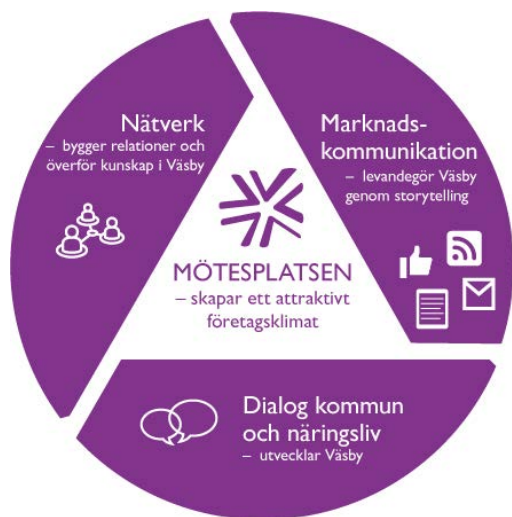 Nätverk
– bygger relationer och
överför kunskap i Väsby
Marknads-
kommunikation
– levandegör Väsby
genom storytelling
MÖTESPLATSEN
– skapar ett attraktivt
företagsklimat
Dialog kommun
och näringsliv
– utvecklar Väsby